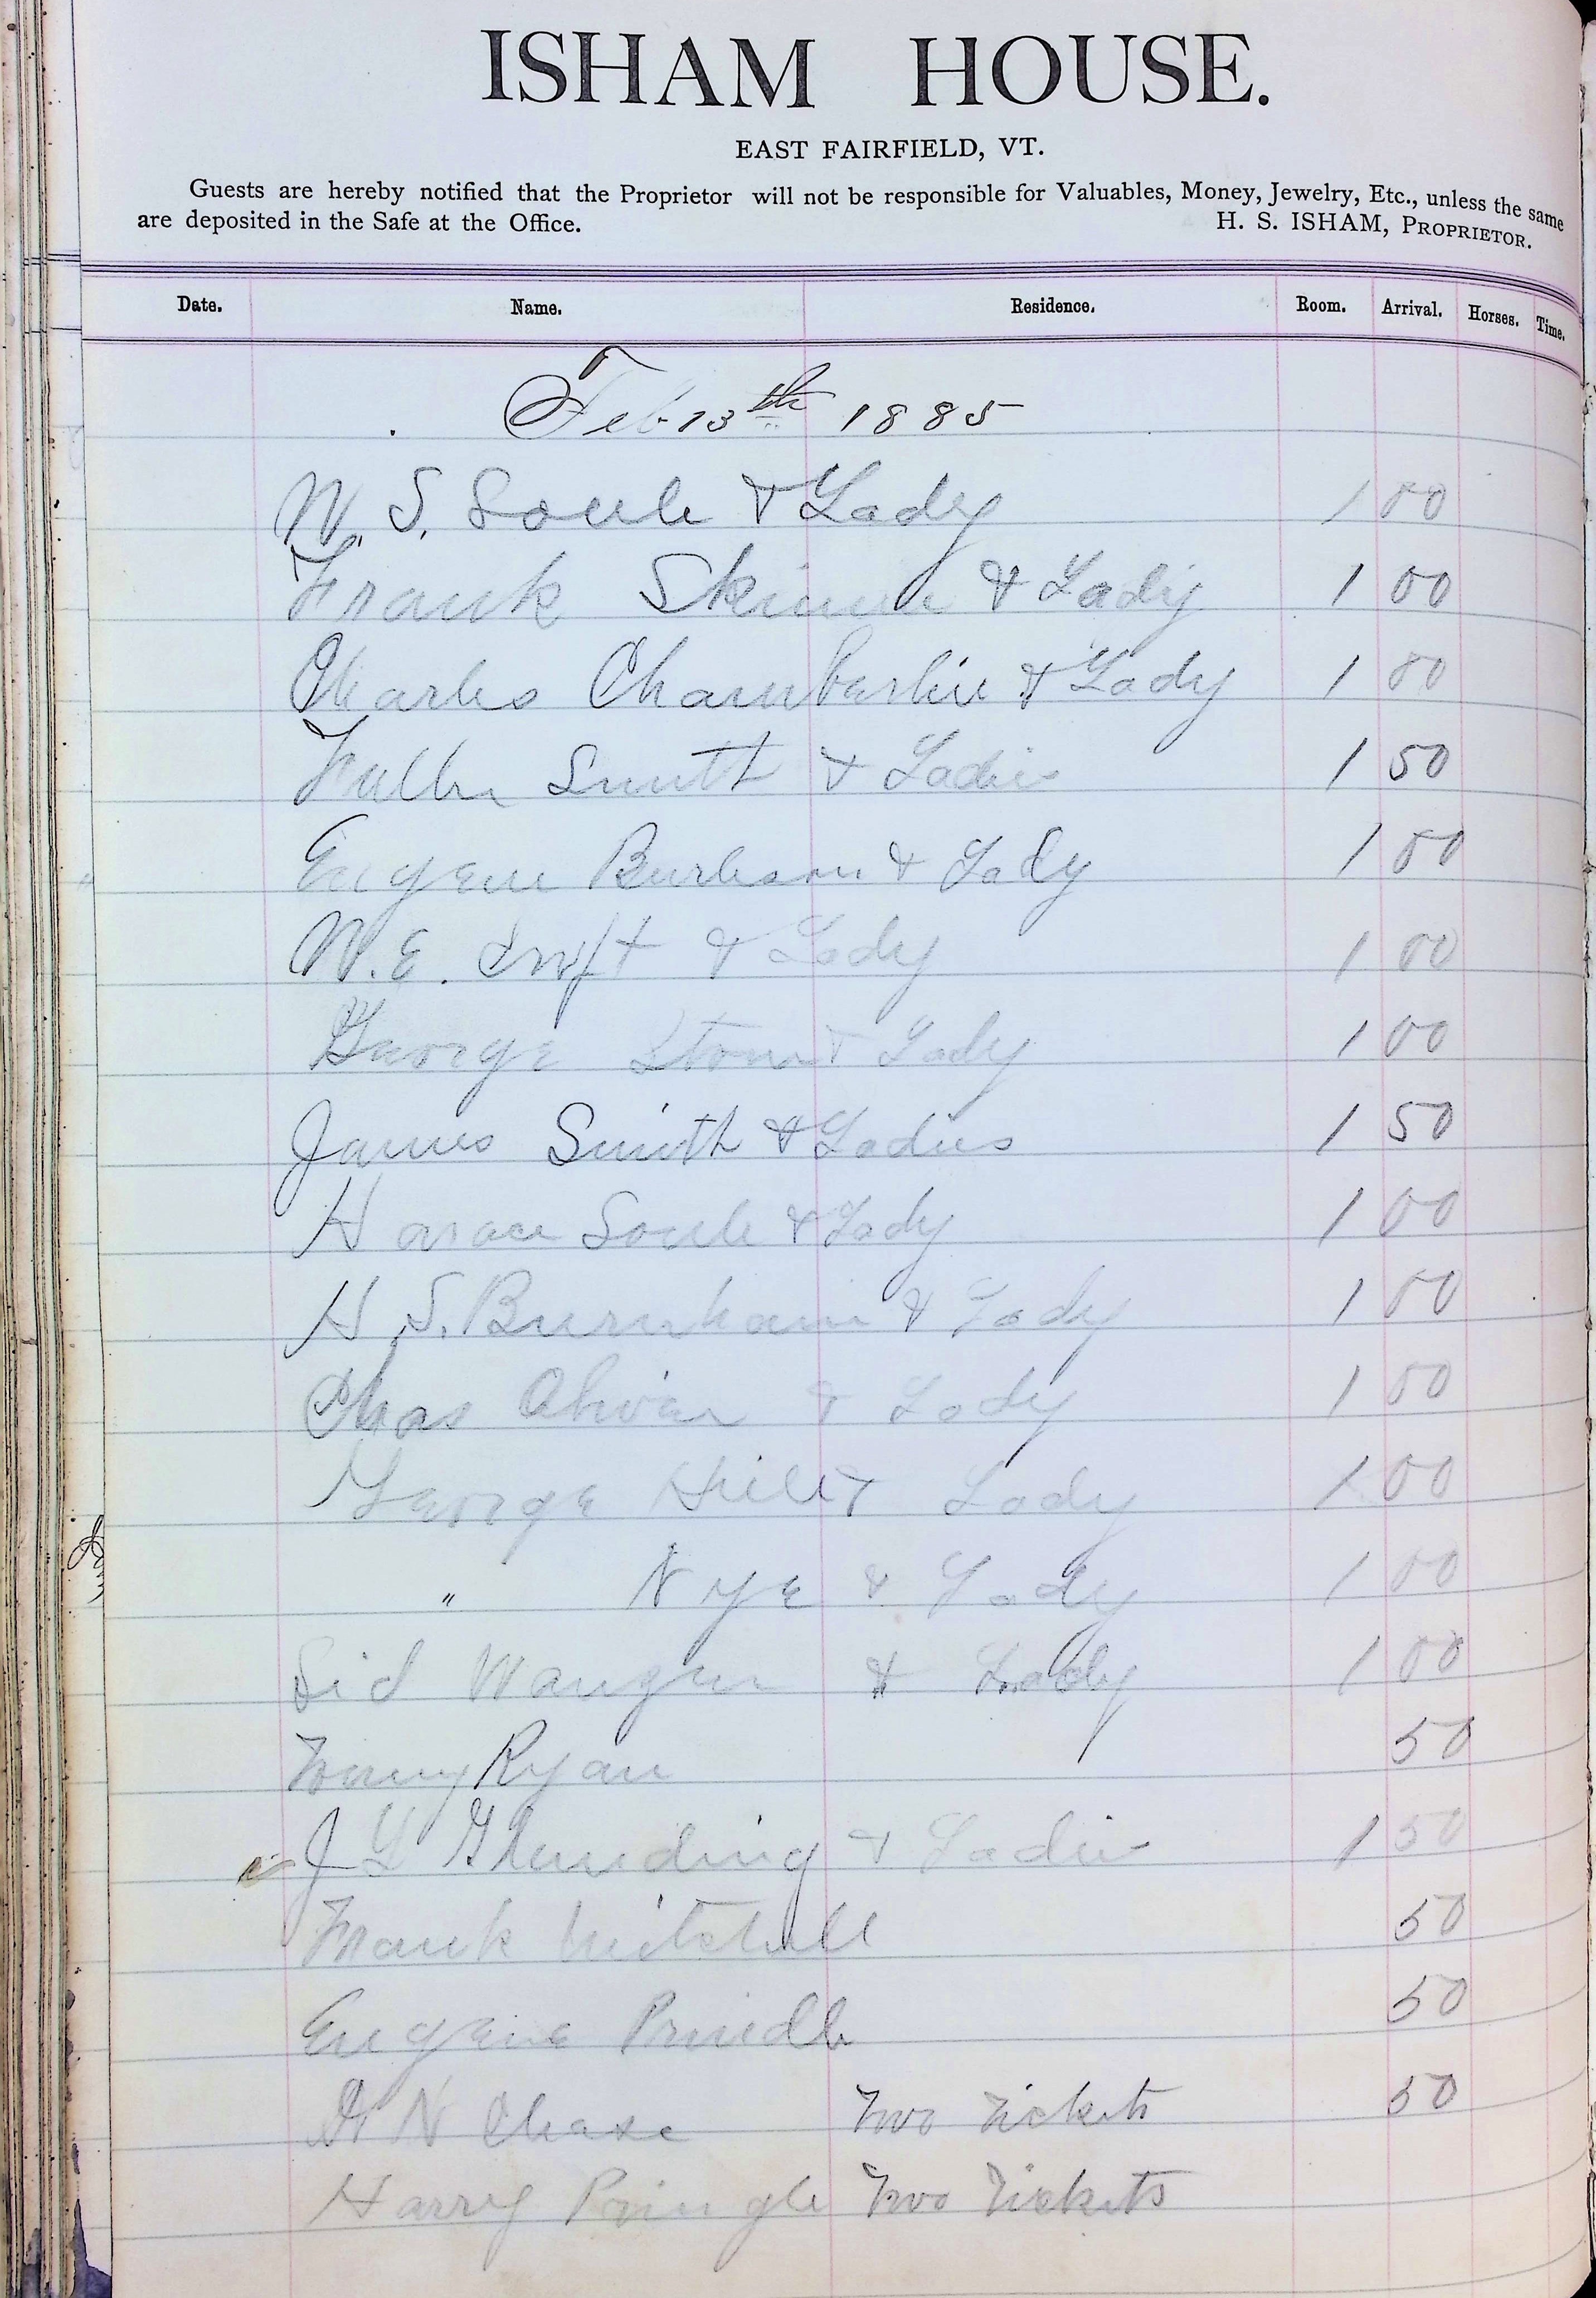 ISHAM HOUSE.
EAST FAIRFIELD, VT.
Guests are hereby notified that the Proprietor will not be responsible for Valuables, Money, Jewelry, Etc., unless the same
are deposited in the Safe at the Office. H. S. ISHAM, PROPRIETOR.
Date. Name. Residence. Room. Arrival. Horses. Time.
Feb 13th 1885
N. S. Soule & Lady 1 00
Frank Skinner & Lady 1 00
Charles Chamberlin & Lady 1 00
Fuller Smith & Ladies 1 50
Eugene Burleson & Lady 1 00
N. E. Swift & Lady 1 00
George Stone & Lady 1 00
James Smith & Ladies 1 50
Horace Soule & Lady 1 00
H S. Burnham & Lady 1 00
Chas & Lady 1 00
George Hill & Lady 1 00
" Nye & Lady 1 00
Sid & Lady 1 00
Ryan 50
J & Ladies 1 50
Frank Mitchell 50
Eugene Prindle 50
N Chase Two Tickets 50
Harry Pringle Two Tickets